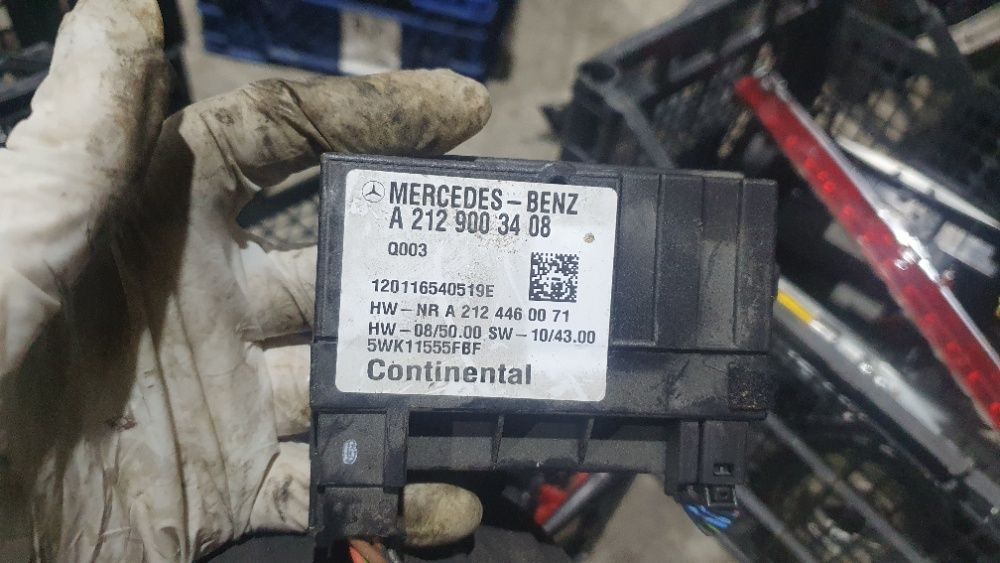 MERCEDES-BENZ
A 212 900 34 08
Q003
120116540519E
HW-NR A 212 446 00 71
HW-08/50.00 SW-10/43.00
5WK11555FBF
Continental